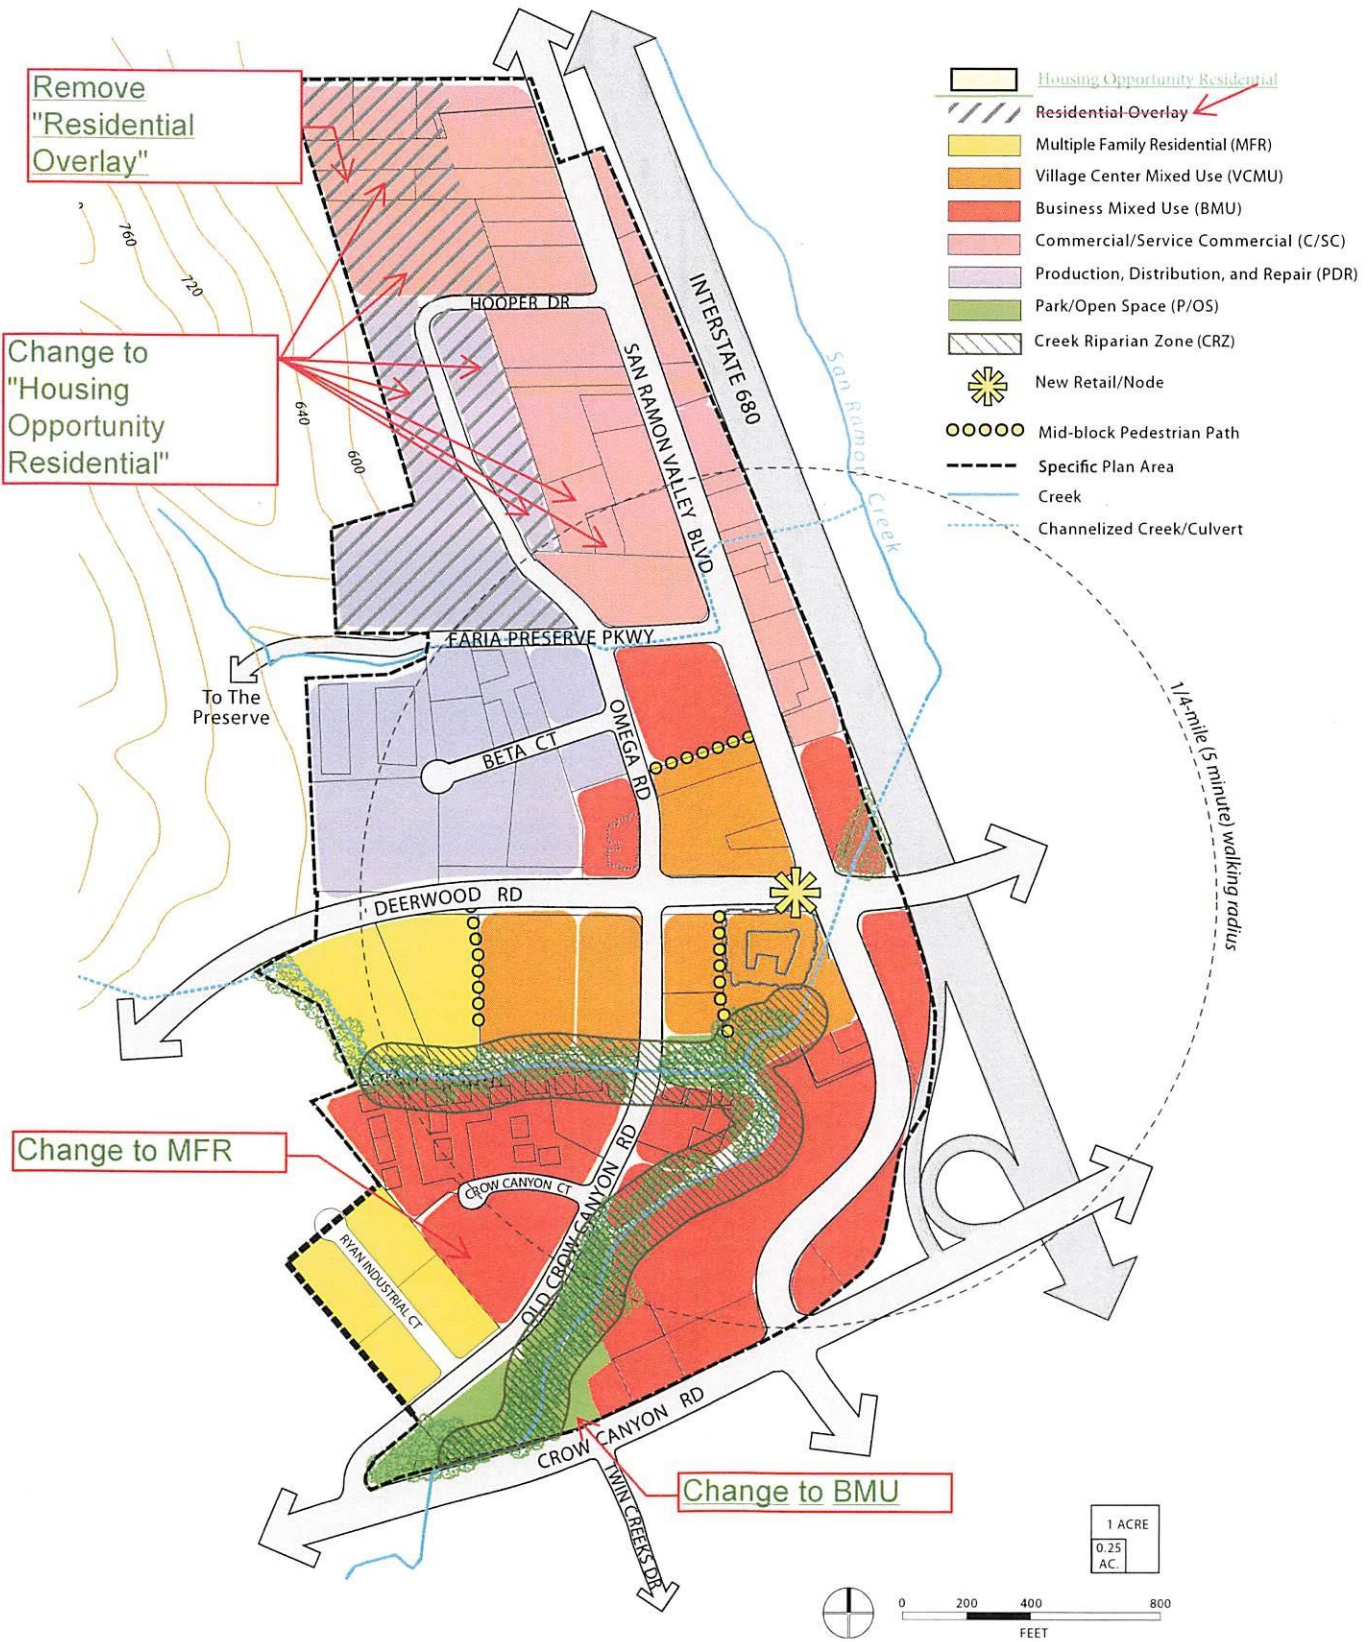 Remove
"Residential
Overlay"
Change to
"Housing
Opportunity
Residential"
Change to MFR
Change to BMU
Housing Opportunity Residential
Residential Overlay
Multiple Family Residential (MFR)
Village Center Mixed Use (VCMU)
Business Mixed Use (BMU)
Commercial/Service Commercial (C/SC)
Production, Distribution, and Repair (PDR)
Park/Open Space (P/OS)
Creek Riparian Zone (CRZ)
New Retail/Node
Mid-block Pedestrian Path
Specific Plan Area
Creek
Channelized Creek/Culvert
760
720
640
600
HOOPER DR
SAN RAMON VALLEY BLVD
INTERSTATE 680
San Ramon Creek
FARIA PRESERVE PKWY
To The
Preserve
OMEGA RD
BETA CT
1/4-mile (5 minute) walking radius
DEERWOOD RD
CROW CANYON CT
OLD CROW CANYON RD
RYAN INDUSTRIAL CT
CROW CANYON RD
TWIN CREEKS DR
1 ACRE
0.25
AC.
0 200 400 800
FEET